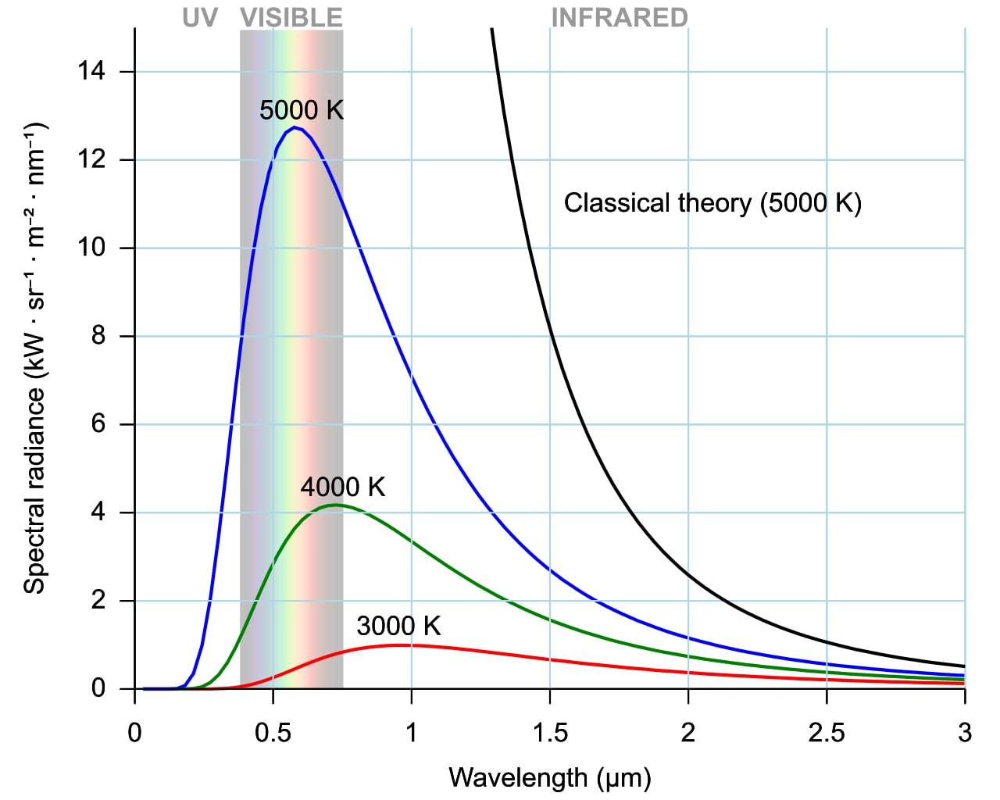 UV VISIBLE INFRARED
14
5000 K
12
Classical theory (5000 K)
10
8
6
4000 K
4
2
3000 K
0
Spectral radiance (kW · sr⁻¹ · m⁻² · nm⁻¹)
0 0.5 1 1.5 2 2.5 3
Wavelength (µm)